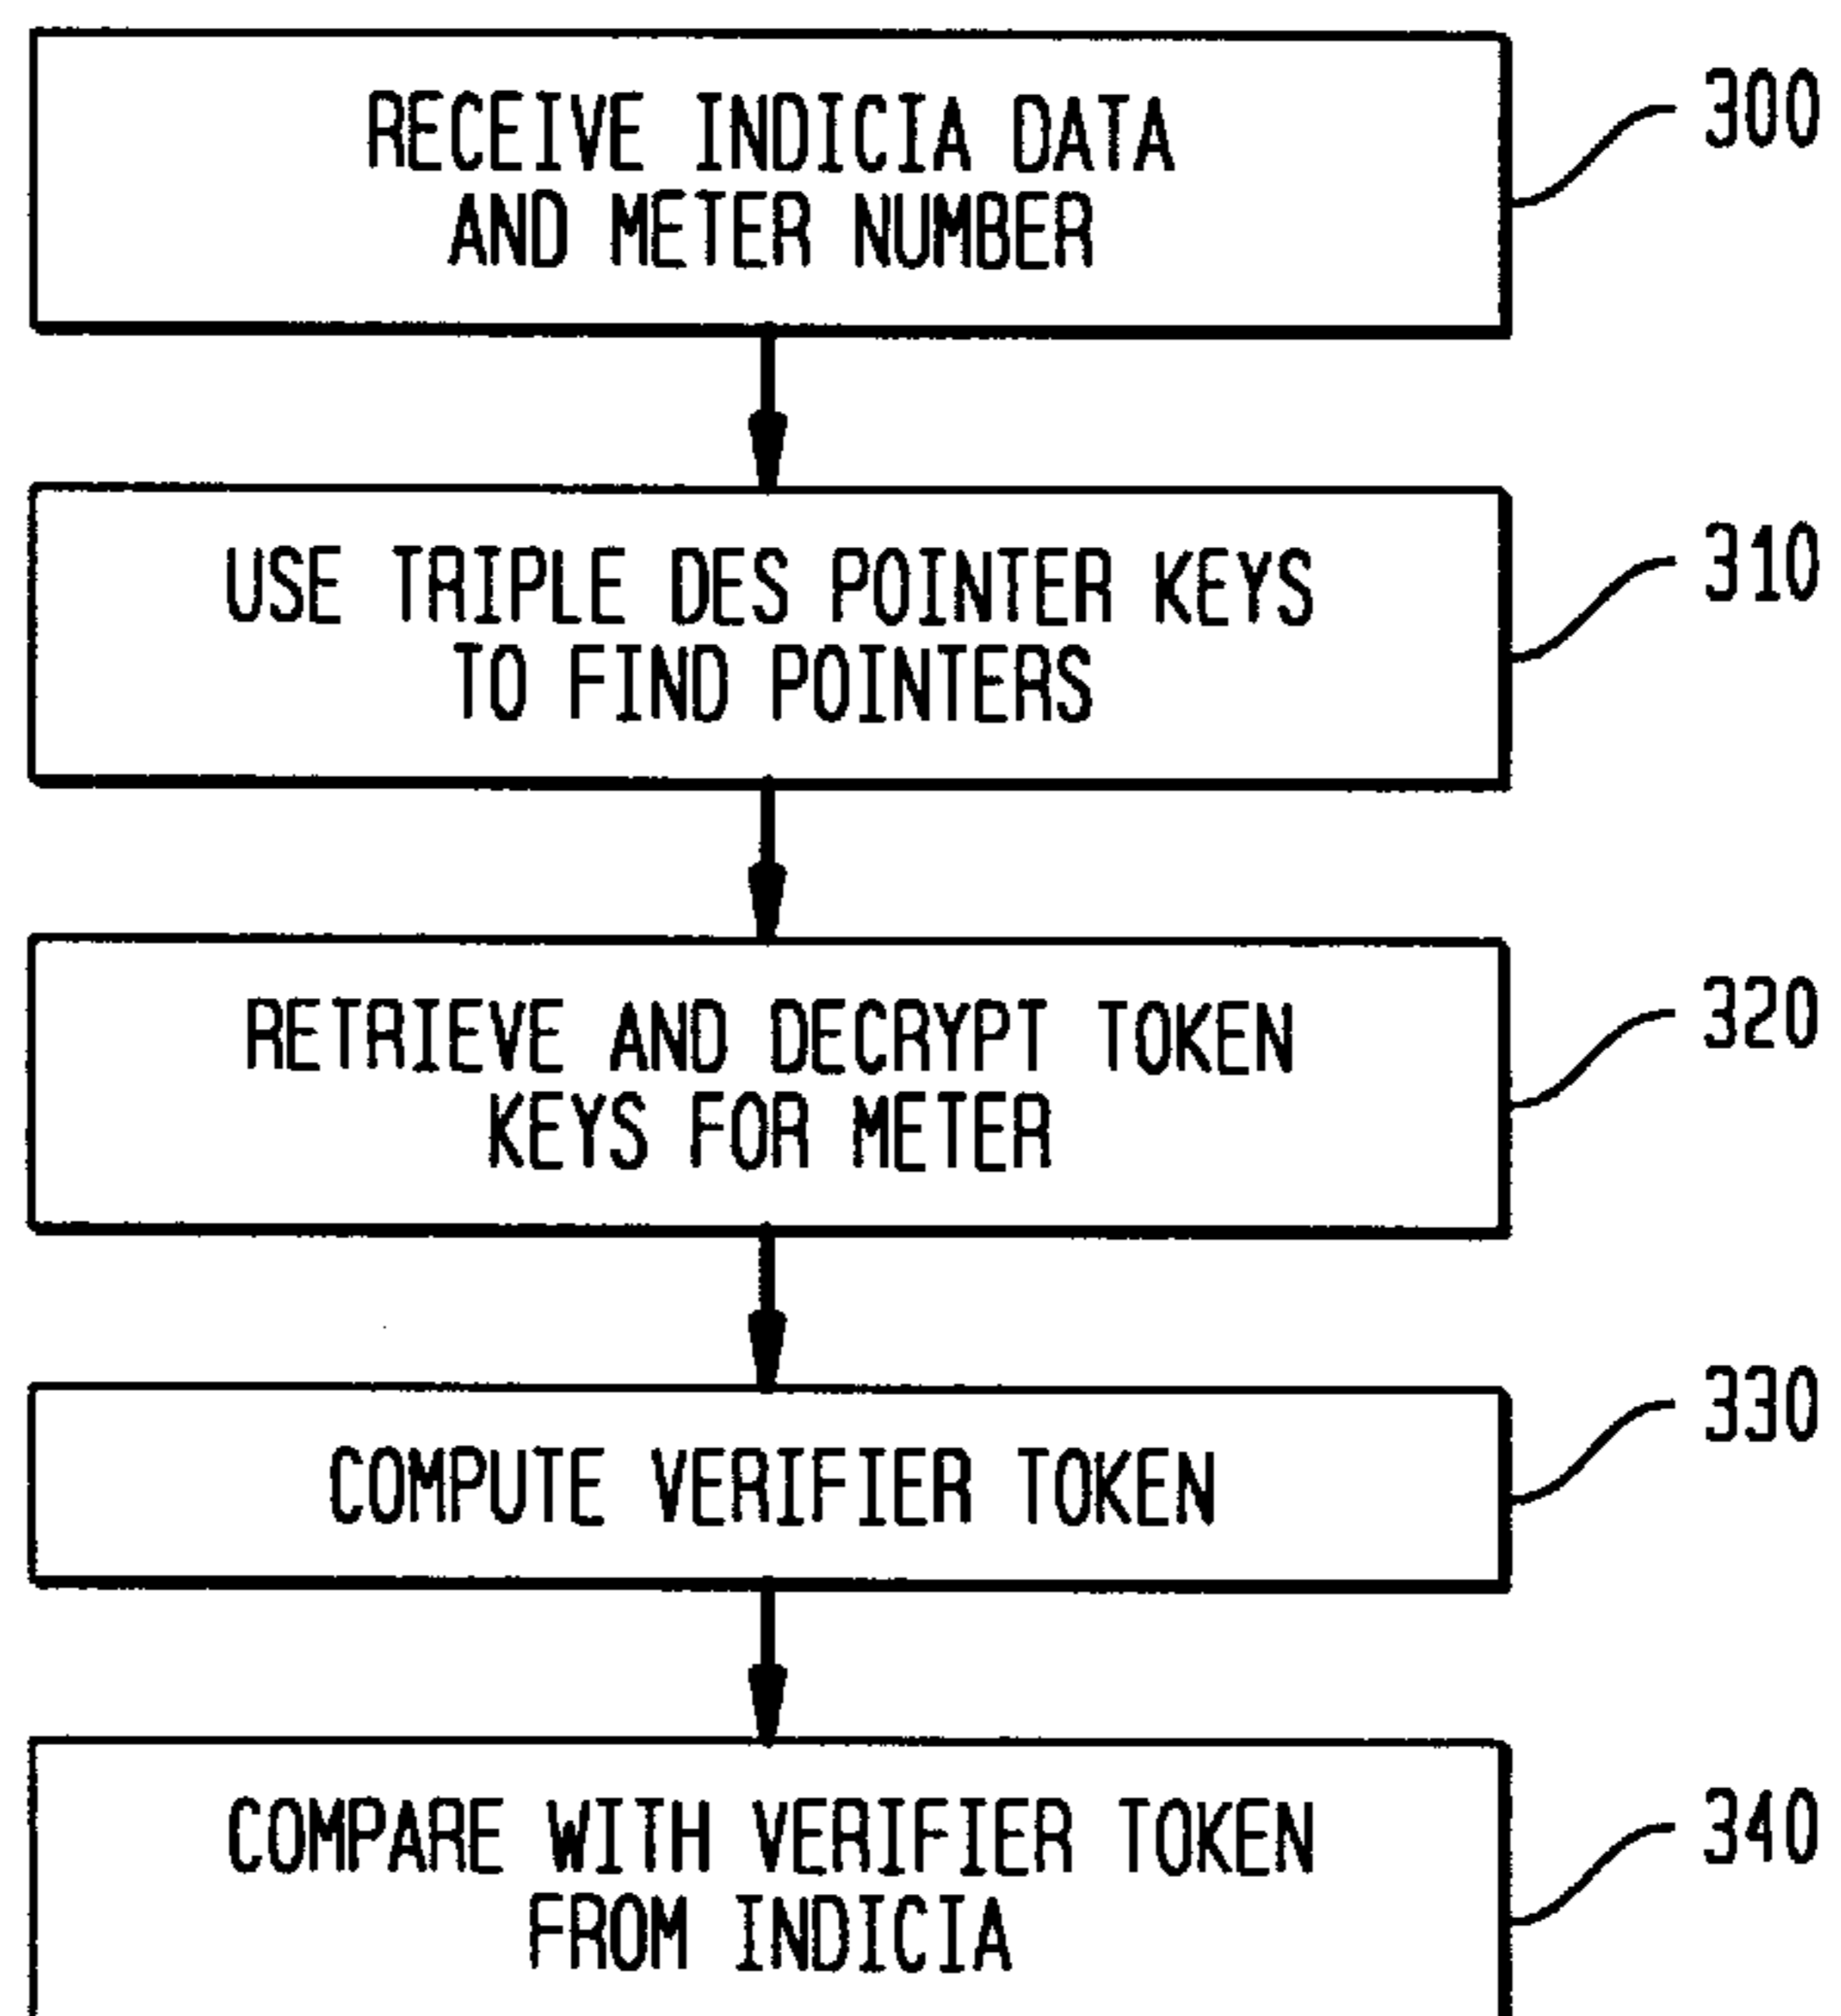 RECEIVE INDICIA DATA
AND METER NUMBER
300
USE TRIPLE DES POINTER KEYS
TO FIND POINTERS
310
RETRIEVE AND DECRYPT TOKEN
KEYS FOR METER
320
COMPUTE VERIFIER TOKEN
330
COMPARE WITH VERIFIER TOKEN
FROM INDICIA
340